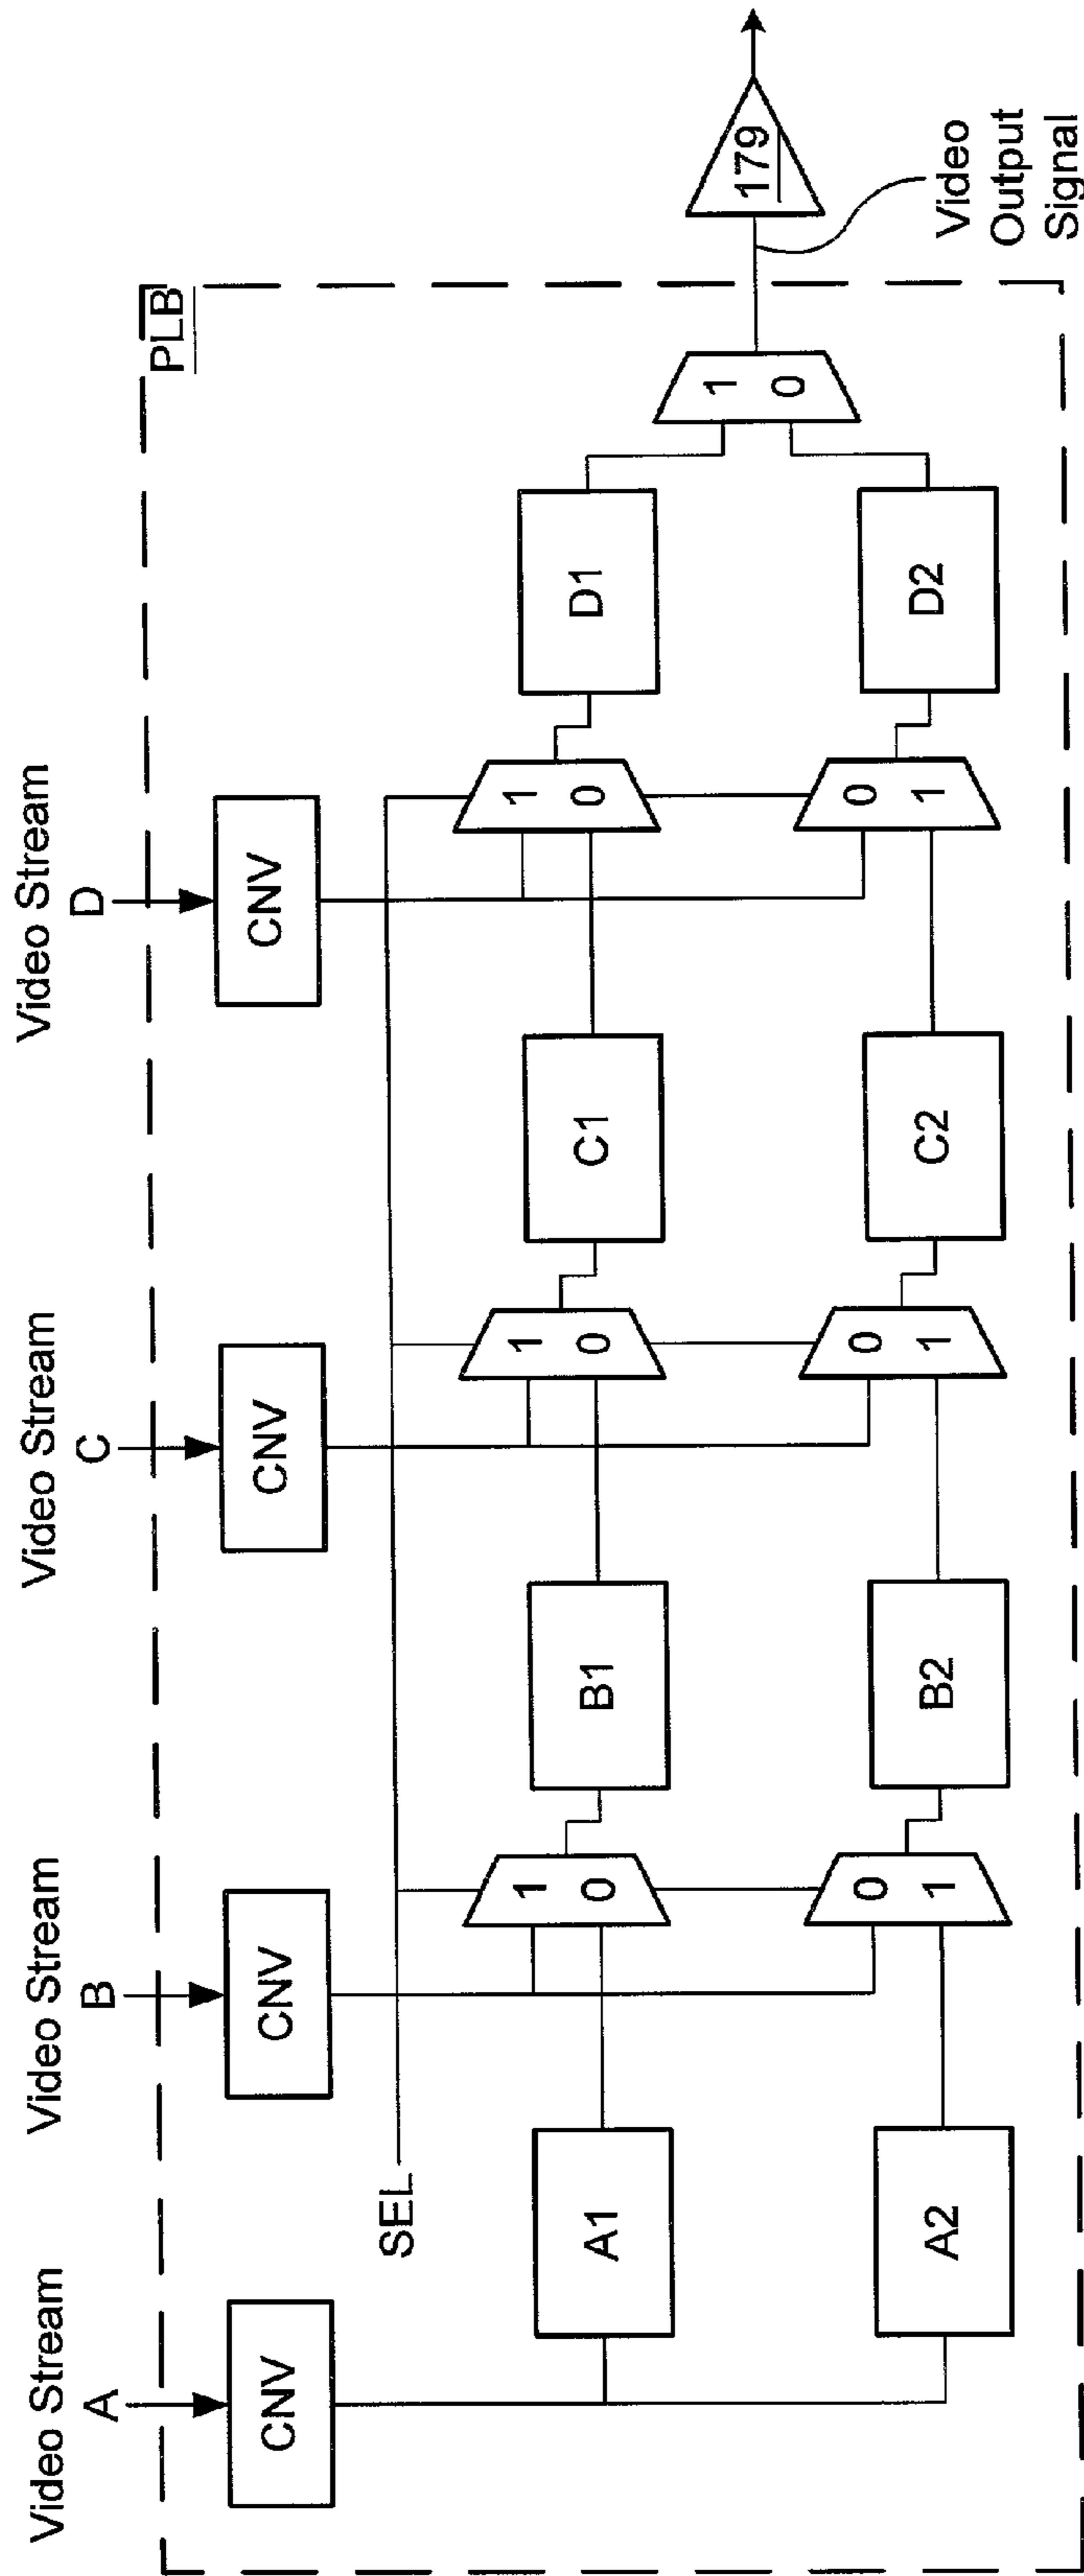 Video Stream
A
Video Stream
B
Video Stream
C
Video Stream
D
PLB
CNV
CNV
CNV
CNV
SEL
A1
1
0
B1
1
0
C1
1
0
D1
1
0
179
A2
0
1
B2
0
1
C2
0
1
D2
Video
Output
Signal